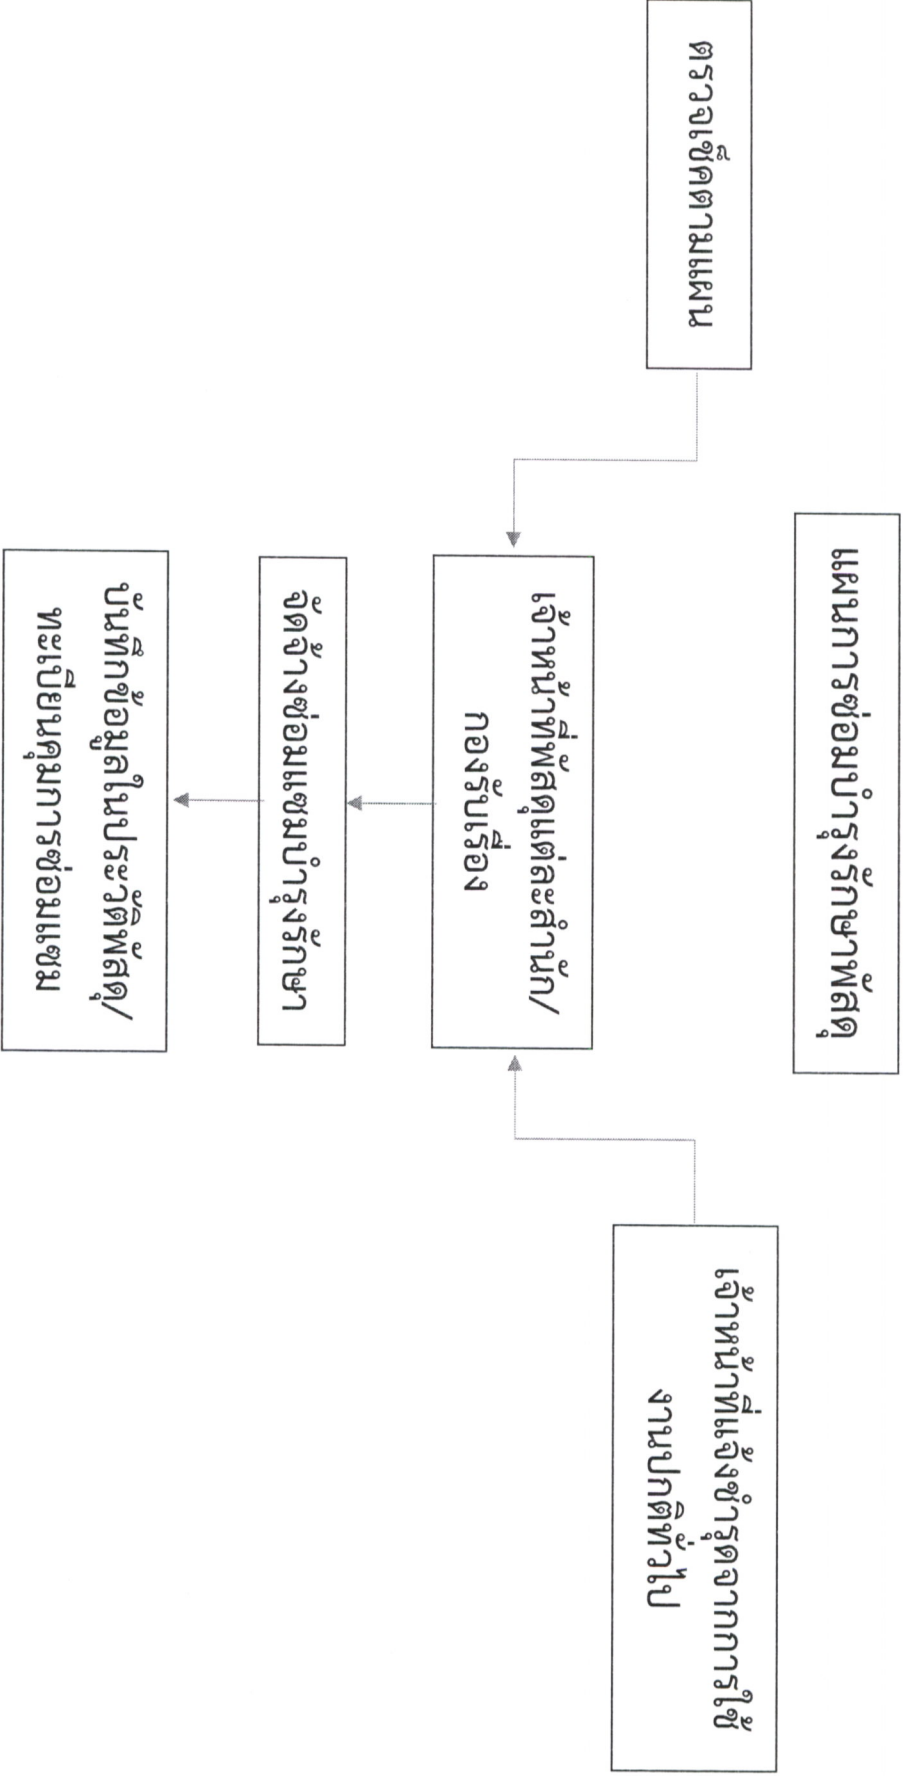 แผนการซ่อมบำรุงรักษาพัสดุ
ตรวจเช็คตามแผน
เจ้าหน้าที่แจ้งชำรุดจากการใช้
งานปกติทั่วไป
เจ้าหน้าที่พัสดุแต่ละสำนัก/
กองรับเรื่อง
จัดจ้างซ่อมแซมบำรุงรักษา
บันทึกข้อมูลในประวัติพัสดุ/
ทะเบียนคุมการซ่อมแซม